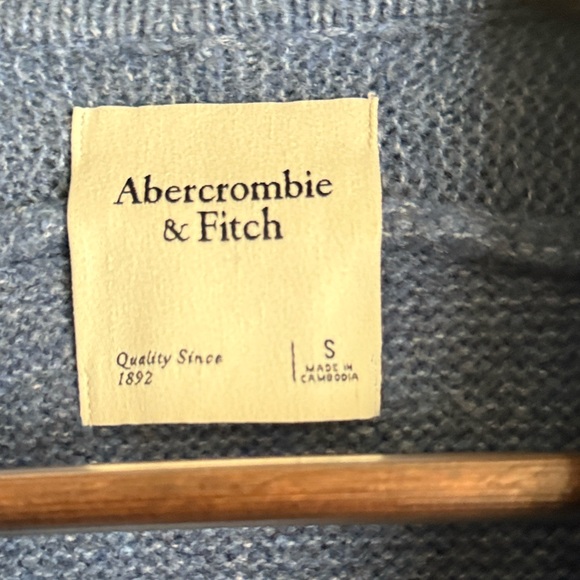 Abercrombie
& Fitch
Quality Since
1892
S
MADE IN
CAMBODIA